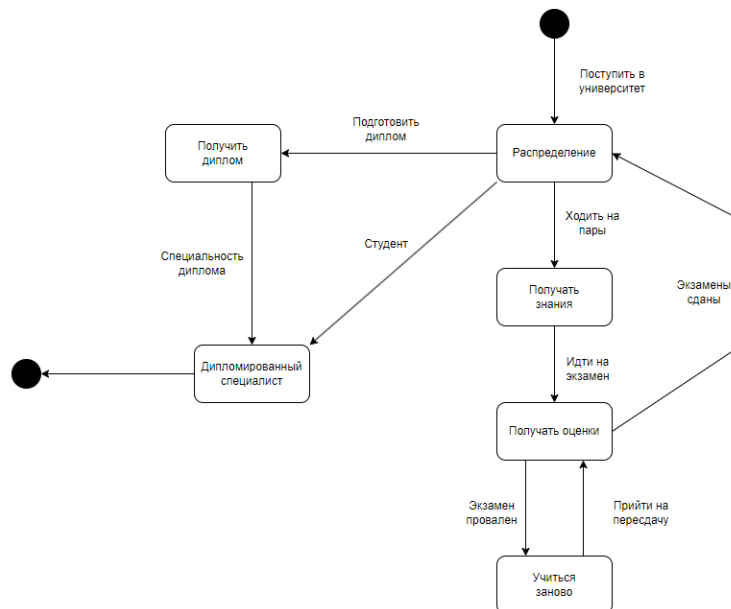 Поступить в
университет
Подготовить
диплом
Получить
диплом
Распределение
Ходить на
пары
Студент
Специальность
диплома
Получать
знания
Экзамены
сданы
Дипломированный
специалист
Идти на
экзамен
Получать оценки
Экзамен
провален
Прийти на
пересдачу
Учиться
заново